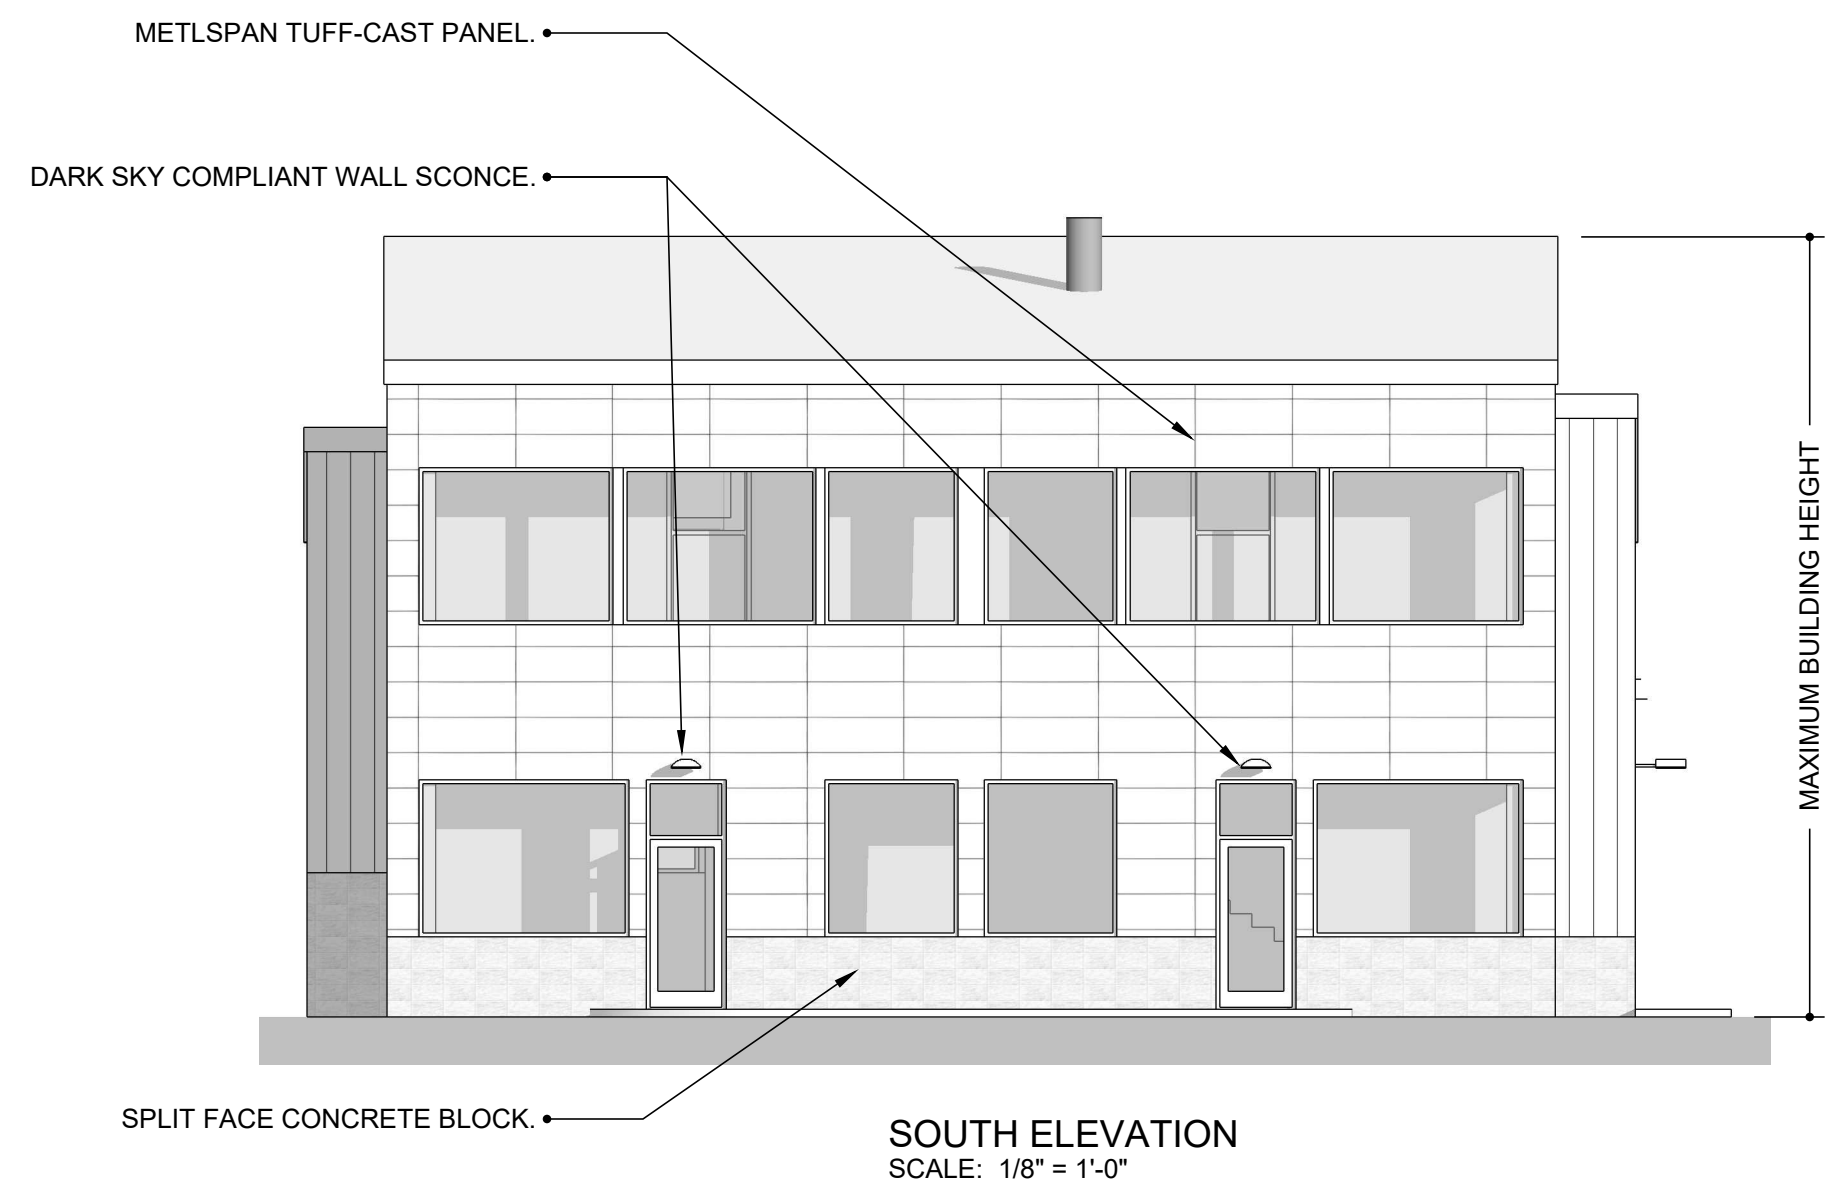 METLSPAN TUFF-CAST PANEL.
DARK SKY COMPLIANT WALL SCONCE.
MAXIMUM BUILDING HEIGHT
SPLIT FACE CONCRETE BLOCK.
SOUTH ELEVATION
SCALE: 1/8" = 1'-0"